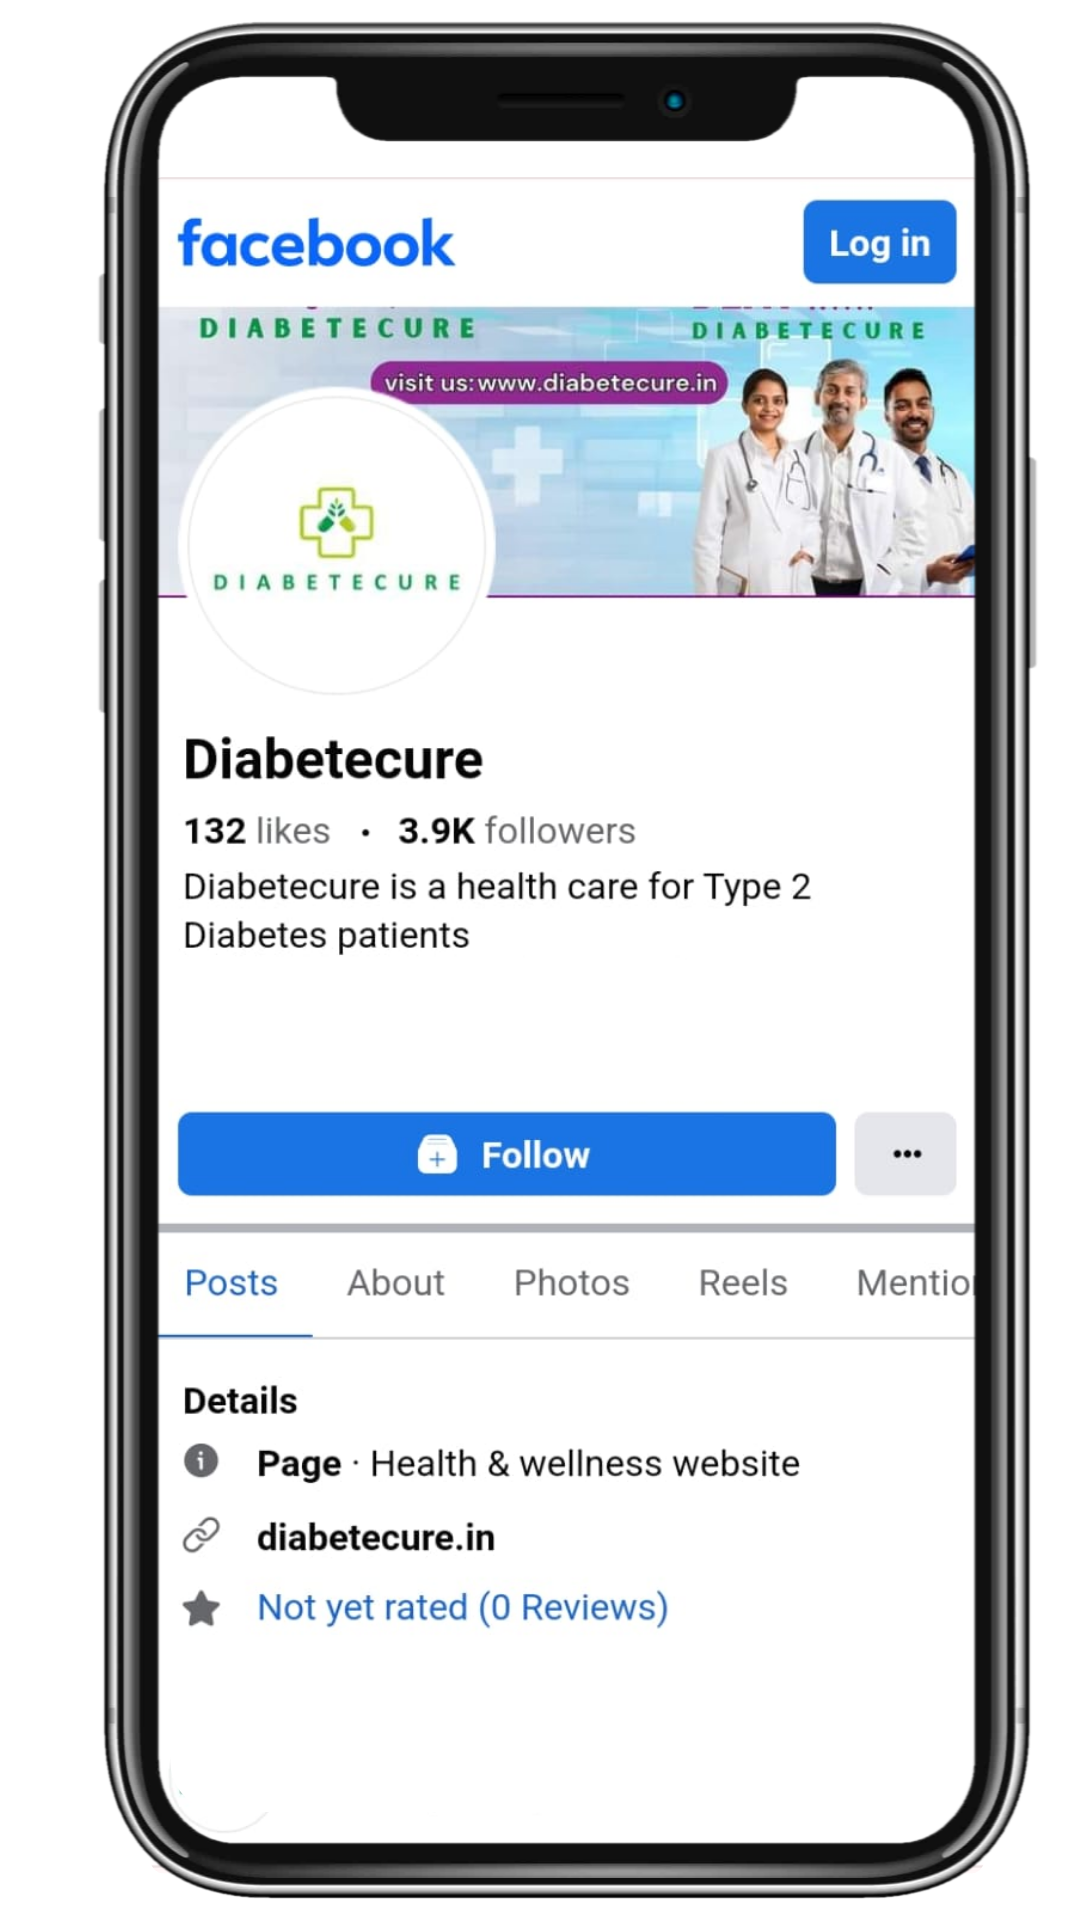 facebook
Log in
DIABETECURE
DIABETECURE
visit us: www.diabetecure.in
DIABETECURE
Diabetecure
132 likes · 3.9K followers
Diabetecure is a health care for Type 2
Diabetes patients
Follow
Posts About Photos Reels Mentio
Details
Page · Health & wellness website
diabetecure.in
Not yet rated (0 Reviews)